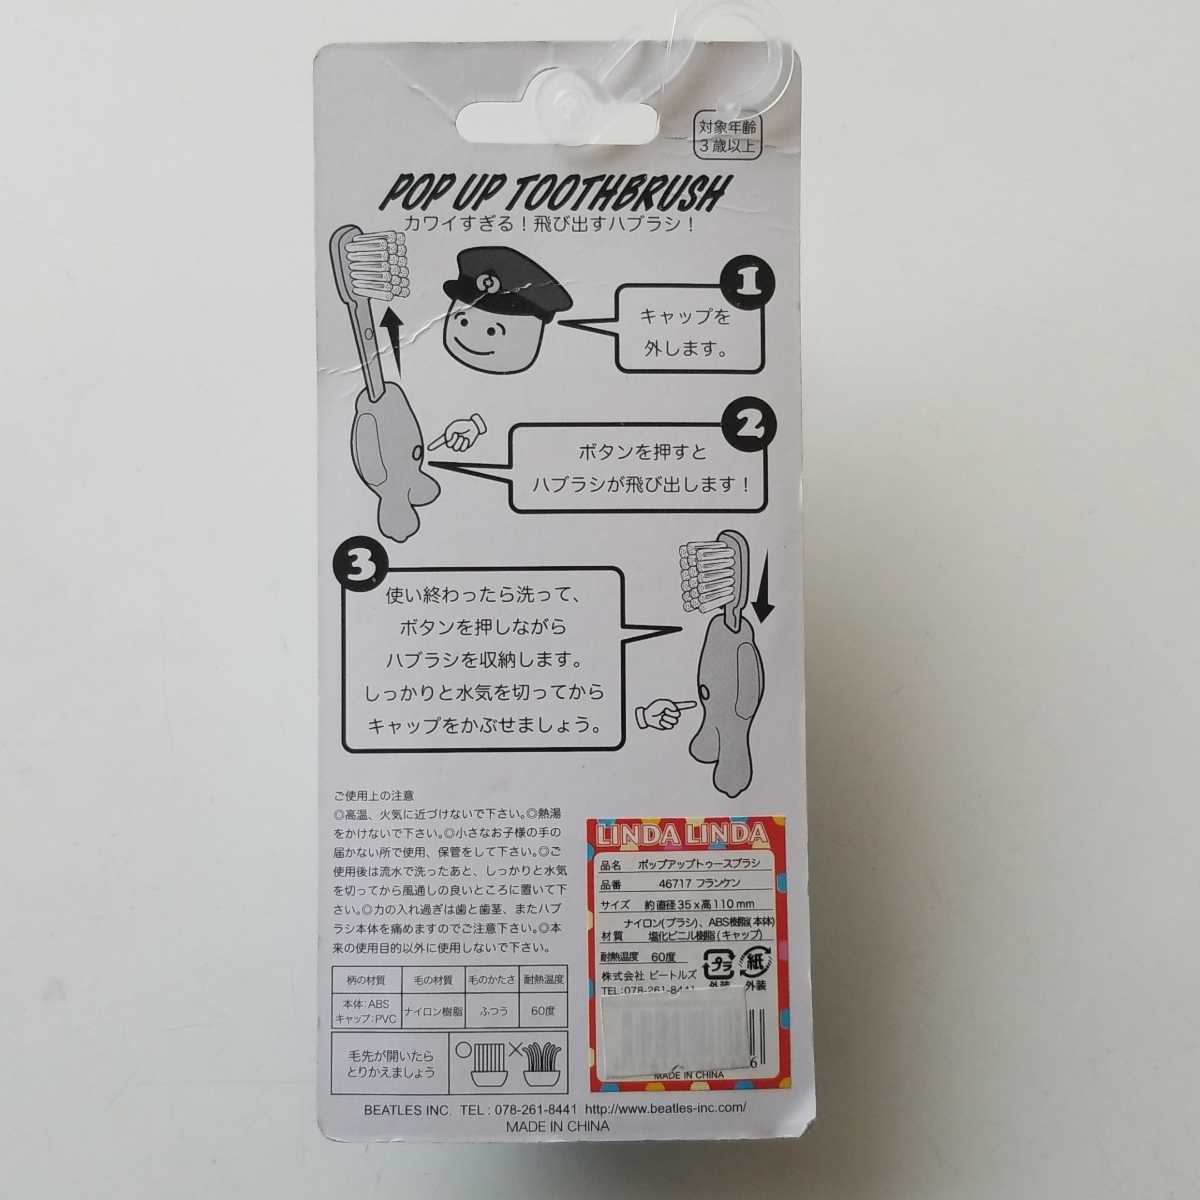 対象年齢
3歳以上
POP UP TOOTHBRUSH
カワイすぎる！飛び出すハブラシ！
1
キャップを
外します。
2
ボタンを押すと
ハブラシが飛び出します！
3
使い終わったら洗って、
ボタンを押しながら
ハブラシを収納します。
しっかりと水気を切ってから
キャップをかぶせましょう。
ご使用上の注意
◎高温、火気に近づけないで下さい。◎熱湯
をかけないで下さい。◎小さなお子様の手の
届かない所で使用、保管をして下さい。◎ご
使用後は流水で洗ったあと、しっかりと水気
を切ってから風通しの良いところに置いて下
さい。◎力の入れ過ぎは歯と歯茎、またハブ
ラシ本体を痛めますのでご注意下さい。◎本
来の使用目的以外に使用しないで下さい。
柄の材質 毛の材質 毛のかたさ 耐熱温度
本体:ABS
キャップ:PVC ナイロン樹脂 ふつう 60度
毛先が開いたら
とりかえましょう
LINDA LINDA
品名 ポップアップトゥースブラシ
品番 46717 フランケン
サイズ 約直径35x高110mm
ナイロン(ブラシ)、ABS樹脂(本体)
材質 塩化ビニル樹脂(キャップ)
耐熱温度 60度
プラ 紙
株式会社 ビートルズ
外装 外装
TEL:078-261-8441
6
MADE IN CHINA
BEATLES INC. TEL : 078-261-8441 http://www.beatles-inc.com/
MADE IN CHINA